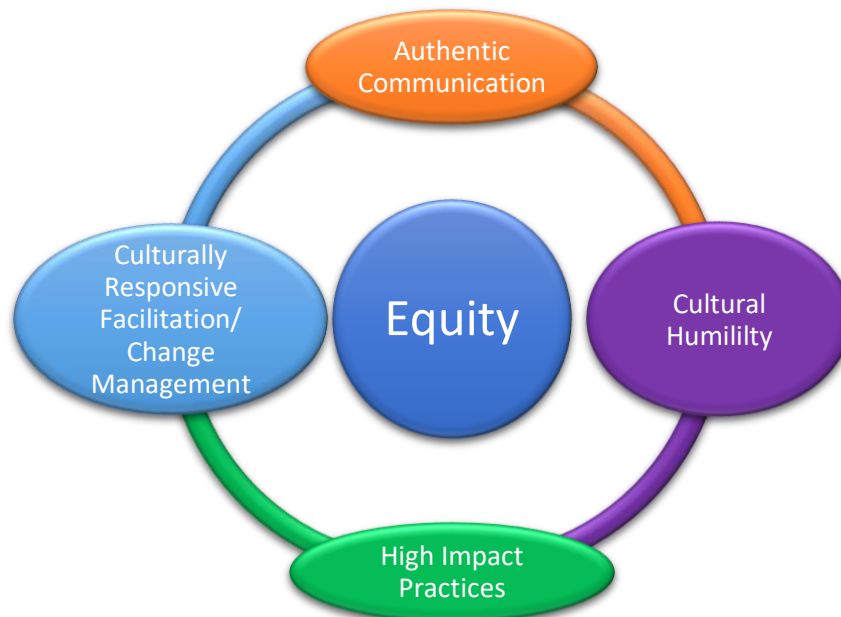 Authentic
Communication
Culturally
Responsive
Facilitation/
Change
Management
Equity
Cultural
Humililty
High Impact
Practices